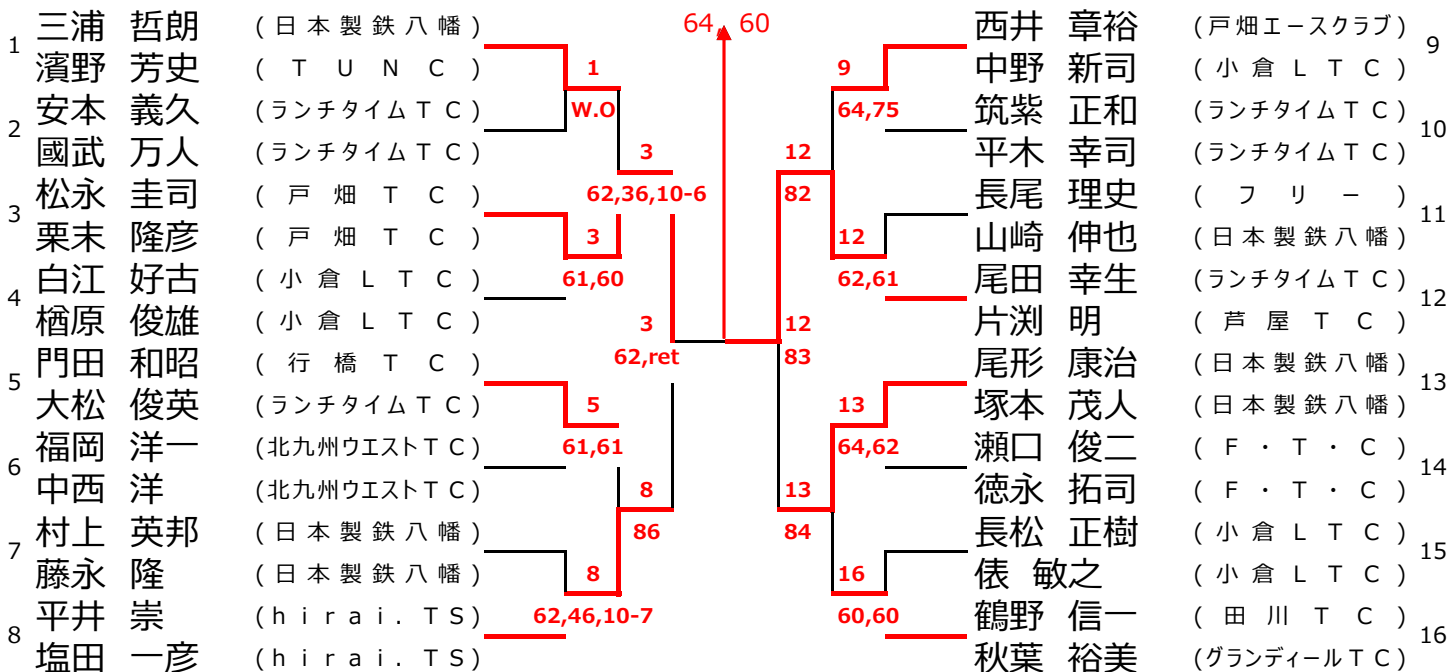 64, 60
1
三浦 哲朗 (日本製鉄八幡)
濱野 芳史 (TUNC)
2
安本 義久 (ランチタイムTC)
國武 万人 (ランチタイムTC)
3
松永 圭司 (戸畑TC)
栗末 隆彦 (戸畑TC)
4
白江 好古 (小倉LTC)
楢原 俊雄 (小倉LTC)
5
門田 和昭 (行橋TC)
大松 俊英 (ランチタイムTC)
6
福岡 洋一 (北九州ウエストTC)
中西 洋 (北九州ウエストTC)
7
村上 英邦 (日本製鉄八幡)
藤永 隆 (日本製鉄八幡)
8
平井 崇 (hirai.TS)
塩田 一彦 (hirai.TS)
1
W.O
3
61,60
5
61,61
8
62,46,10-7
3
62,36,10-6
8
86
3
62,ret
12
83
12
82
13
84
9
64,75
12
62,61
13
64,62
16
60,60
西井 章裕 (戸畑エースクラブ)
中野 新司 (小倉LTC)
9
筑紫 正和 (ランチタイムTC)
平木 幸司 (ランチタイムTC)
10
長尾 理史 (フリー)
山崎 伸也 (日本製鉄八幡)
11
尾田 幸生 (ランチタイムTC)
片渕 明 (芦屋TC)
12
尾形 康治 (日本製鉄八幡)
塚本 茂人 (日本製鉄八幡)
13
瀬口 俊二 (F・T・C)
徳永 拓司 (F・T・C)
14
長松 正樹 (小倉LTC)
俵 敏之 (小倉LTC)
15
鶴野 信一 (田川TC)
秋葉 裕美 (グランディールTC)
16